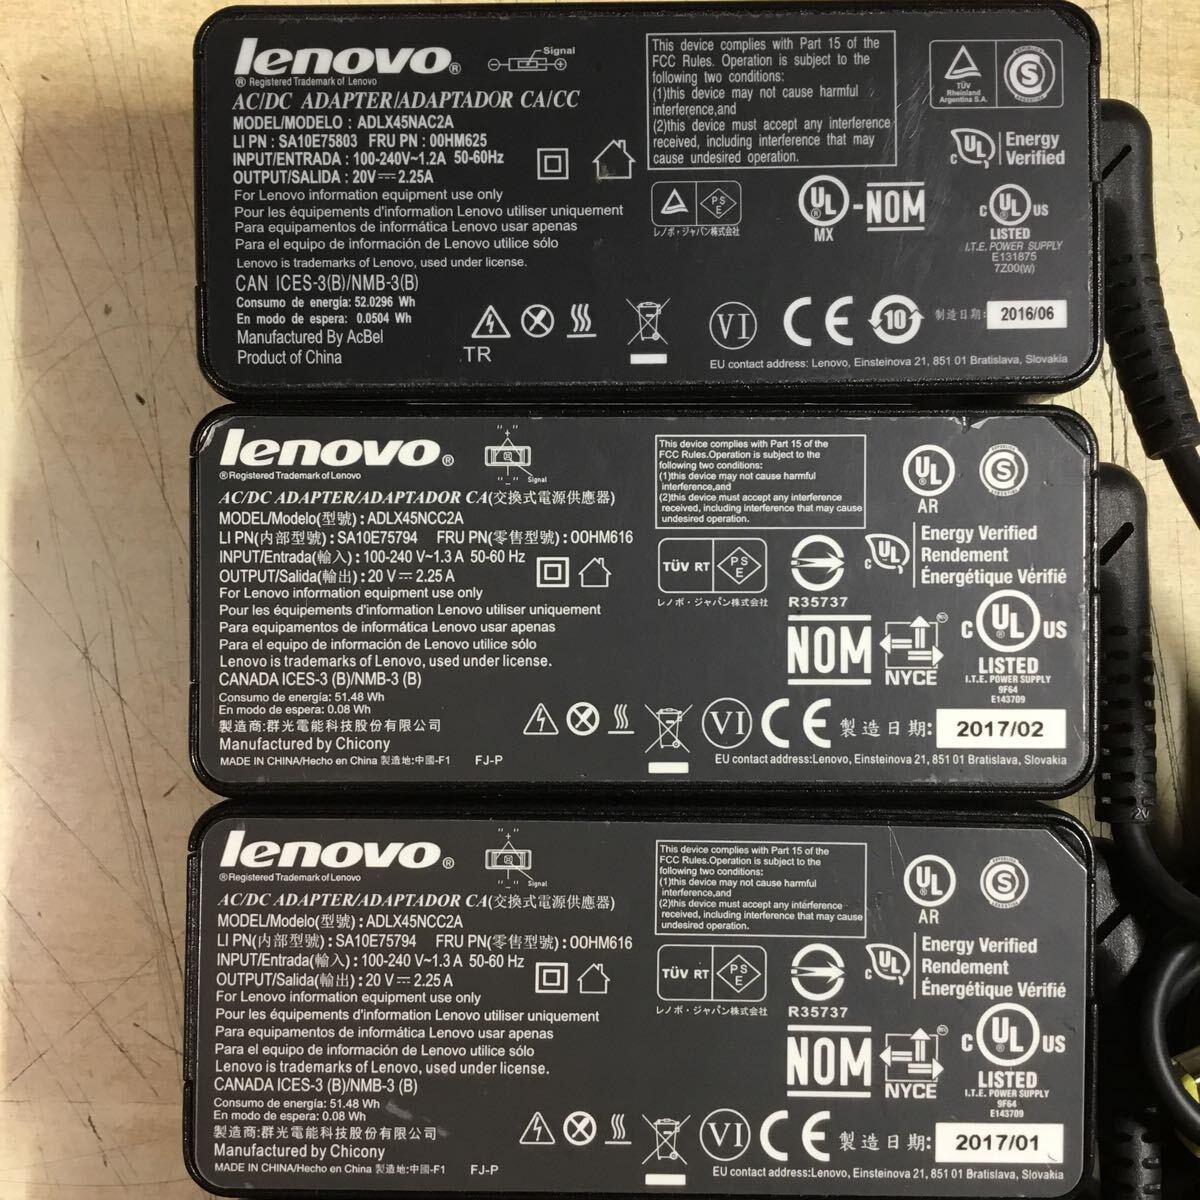 lenovo®
® Registered Trademark of Lenovo
Signal
AC/DC ADAPTER/ADAPTADOR CA/CC
MODEL/MODELO : ADLX45NAC2A
LI PN : SA10E75803 FRU PN : 00HM625
INPUT/ENTRADA : 100-240V~1.2A 50-60Hz
OUTPUT/SALIDA : 20V⎓2.25A
For Lenovo information equipment use only
Pour les équipements d'information Lenovo utiliser uniquement
Para equipamentos de informática Lenovo usar apenas
Para el equipo de información de Lenovo utilice sólo
Lenovo is trademarks of Lenovo, used under license.
CAN ICES-3(B)/NMB-3(B)
Consumo de energía: 52.0296 Wh
En modo de espera: 0.0504 Wh
Manufactured By AcBel
Product of China
TR
This device complies with Part 15 of the
FCC Rules. Operation is subject to the
following two conditions:
(1)this device may not cause harmful
interference,and
(2)this device must accept any interference
received, including interference that may
cause undesired operation.
TÜV
Rheinland
Argentina S.A.
S
c UL
Energy
Verified
PS
E
レノボ・ジャパン株式会社
UL ®
MX
-NOM
c UL US
LISTED
I.T.E. POWER SUPPLY
E131875
7Z00(W)
VI
CE
10
制造日期:
2016/06
EU contact address: Lenovo, Einsteinova 21, 851 01 Bratislava, Slovakia
lenovo®
® Registered Trademark of Lenovo
"+"
"_" "_" Signal
AC/DC ADAPTER/ADAPTADOR CA(交換式電源供應器)
MODEL/Modelo(型號) : ADLX45NCC2A
LI PN(內部型號) : SA10E75794 FRU PN(零售型號) : 00HM616
INPUT/Entrada(輸入) : 100-240 V~1.3 A 50-60 Hz
OUTPUT/Salida(輸出) : 20 V⎓2.25 A
For Lenovo information equipment use only
Pour les équipements d'information Lenovo utiliser uniquement
Para equipamentos de informática Lenovo usar apenas
Para el equipo de información de Lenovo utilice sólo
Lenovo is trademarks of Lenovo, used under license.
CANADA ICES-3 (B)/NMB-3 (B)
Consumo de energía: 51.48 Wh
En modo de espera: 0.08 Wh
製造商:群光電能科技股份有限公司
Manufactured by Chicony
MADE IN CHINA/Hecho en China 製造地:中國-F1 FJ-P
This device complies with Part 15 of the
FCC Rules.Operation is subject to the
following two conditions:
(1)this device may not cause harmful
interference,and
(2)this device must accept any interference
received, including interference that may cause
undesired operation.
UL
AR
S
TÜV RT
PS
E
レノボ・ジャパン株式会社
R35737
c UL
Energy Verified
Rendement
Énergétique Vérifié
NOM
NYCE
c UL US
LISTED
I.T.E. POWER SUPPLY
9F64
E143709
VI
CE
製造日期:
2017/02
EU contact address:Lenovo, Einsteinova 21, 851 01 Bratislava, Slovakia
lenovo®
® Registered Trademark of Lenovo
"+"
"_" "_" Signal
AC/DC ADAPTER/ADAPTADOR CA(交換式電源供應器)
MODEL/Modelo(型號) : ADLX45NCC2A
LI PN(內部型號) : SA10E75794 FRU PN(零售型號) : 00HM616
INPUT/Entrada(輸入) : 100-240 V~1.3 A 50-60 Hz
OUTPUT/Salida(輸出) : 20 V⎓2.25 A
For Lenovo information equipment use only
Pour les équipements d'information Lenovo utiliser uniquement
Para equipamentos de informática Lenovo usar apenas
Para el equipo de información de Lenovo utilice sólo
Lenovo is trademarks of Lenovo, used under license.
CANADA ICES-3 (B)/NMB-3 (B)
Consumo de energía: 51.48 Wh
En modo de espera: 0.08 Wh
製造商:群光電能科技股份有限公司
Manufactured by Chicony
MADE IN CHINA/Hecho en China 製造地:中國-F1 FJ-P
This device complies with Part 15 of the
FCC Rules.Operation is subject to the
following two conditions:
(1)this device may not cause harmful
interference,and
(2)this device must accept any interference
received, including interference that may cause
undesired operation.
UL
AR
S
TÜV RT
PS
E
レノボ・ジャパン株式会社
R35737
c UL
Energy Verified
Rendement
Énergétique Vérifié
NOM
NYCE
c UL US
LISTED
I.T.E. POWER SUPPLY
9F64
E143709
VI
CE
製造日期:
2017/01
EU contact address:Lenovo, Einsteinova 21, 851 01 Bratislava, Slovakia